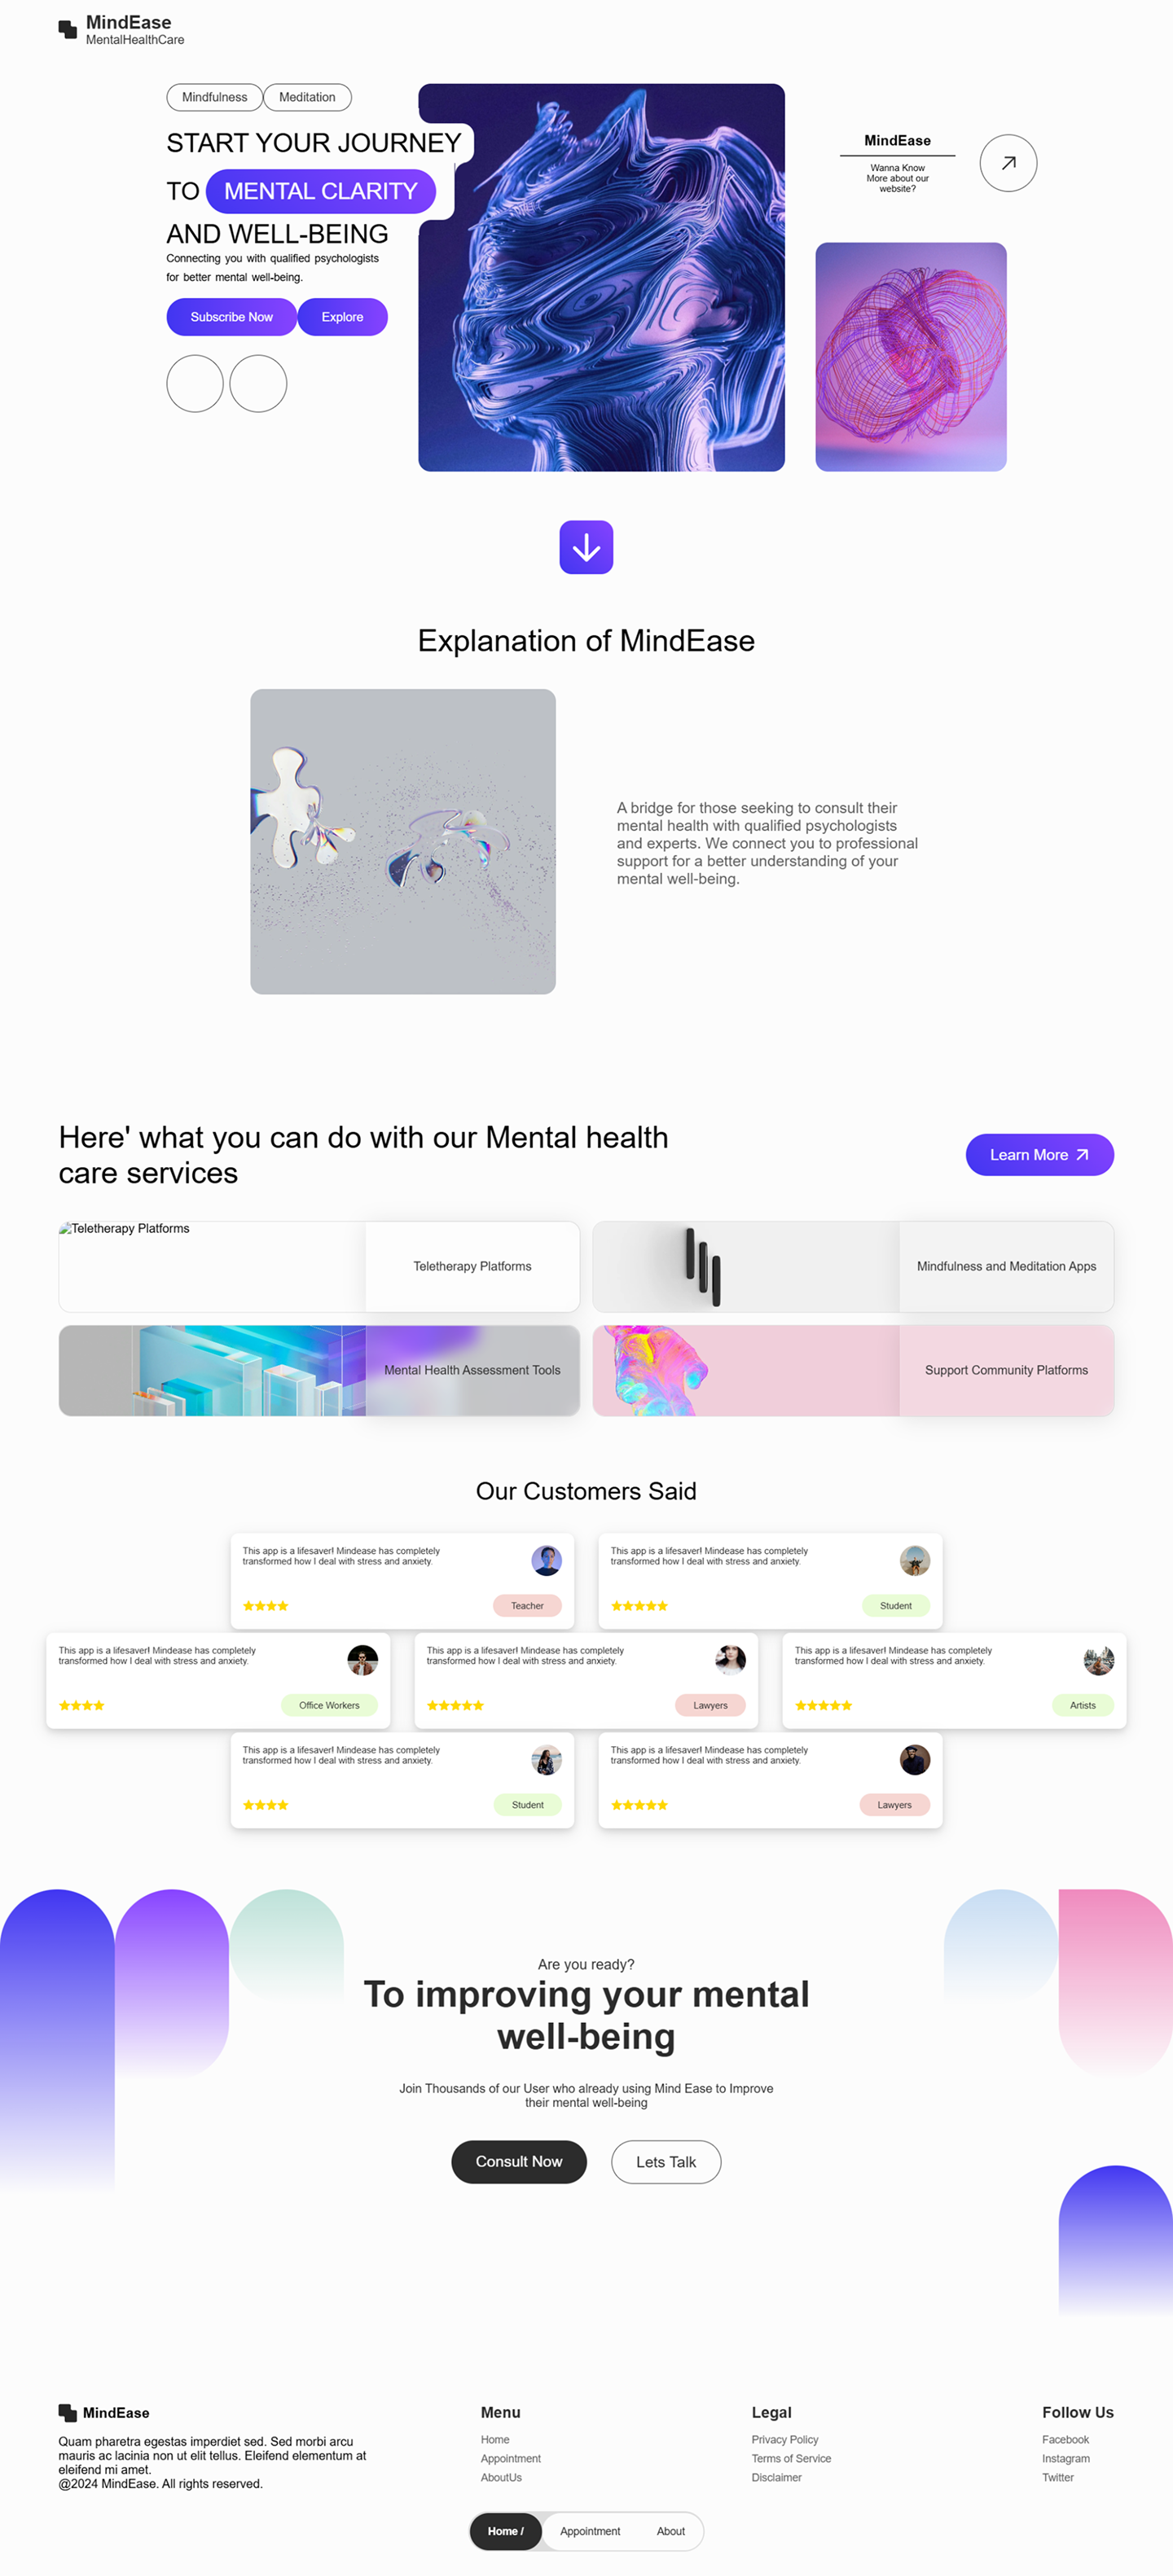 MindEase
MentalHealthCare
Mindfulness
Meditation
START YOUR JOURNEY
TO MENTAL CLARITY
AND WELL-BEING
Connecting you with qualified psychologists
for better mental well-being.
Subscribe Now
Explore
MindEase
Wanna Know
More about our
website?
Explanation of MindEase
A bridge for those seeking to consult their
mental health with qualified psychologists
and experts. We connect you to professional
support for a better understanding of your
mental well-being.
Here' what you can do with our Mental health
care services
Learn More
Teletherapy Platforms
Teletherapy Platforms
Mindfulness and Meditation Apps
Mental Health Assessment Tools
Support Community Platforms
Our Customers Said
This app is a lifesaver! Mindease has completely
transformed how I deal with stress and anxiety.
Teacher
This app is a lifesaver! Mindease has completely
transformed how I deal with stress and anxiety.
Student
This app is a lifesaver! Mindease has completely
transformed how I deal with stress and anxiety.
Office Workers
This app is a lifesaver! Mindease has completely
transformed how I deal with stress and anxiety.
Lawyers
This app is a lifesaver! Mindease has completely
transformed how I deal with stress and anxiety.
Artists
This app is a lifesaver! Mindease has completely
transformed how I deal with stress and anxiety.
Student
This app is a lifesaver! Mindease has completely
transformed how I deal with stress and anxiety.
Lawyers
Are you ready?
To improving your mental
well-being
Join Thousands of our User who already using Mind Ease to Improve
their mental well-being
Consult Now
Lets Talk
MindEase
Quam pharetra egestas imperdiet sed. Sed morbi arcu
mauris ac lacinia non ut elit tellus. Eleifend elementum at
eleifend mi amet.
@2024 MindEase. All rights reserved.
Menu
Home
Appointment
AboutUs
Legal
Privacy Policy
Terms of Service
Disclaimer
Follow Us
Facebook
Instagram
Twitter
Home /
Appointment
About